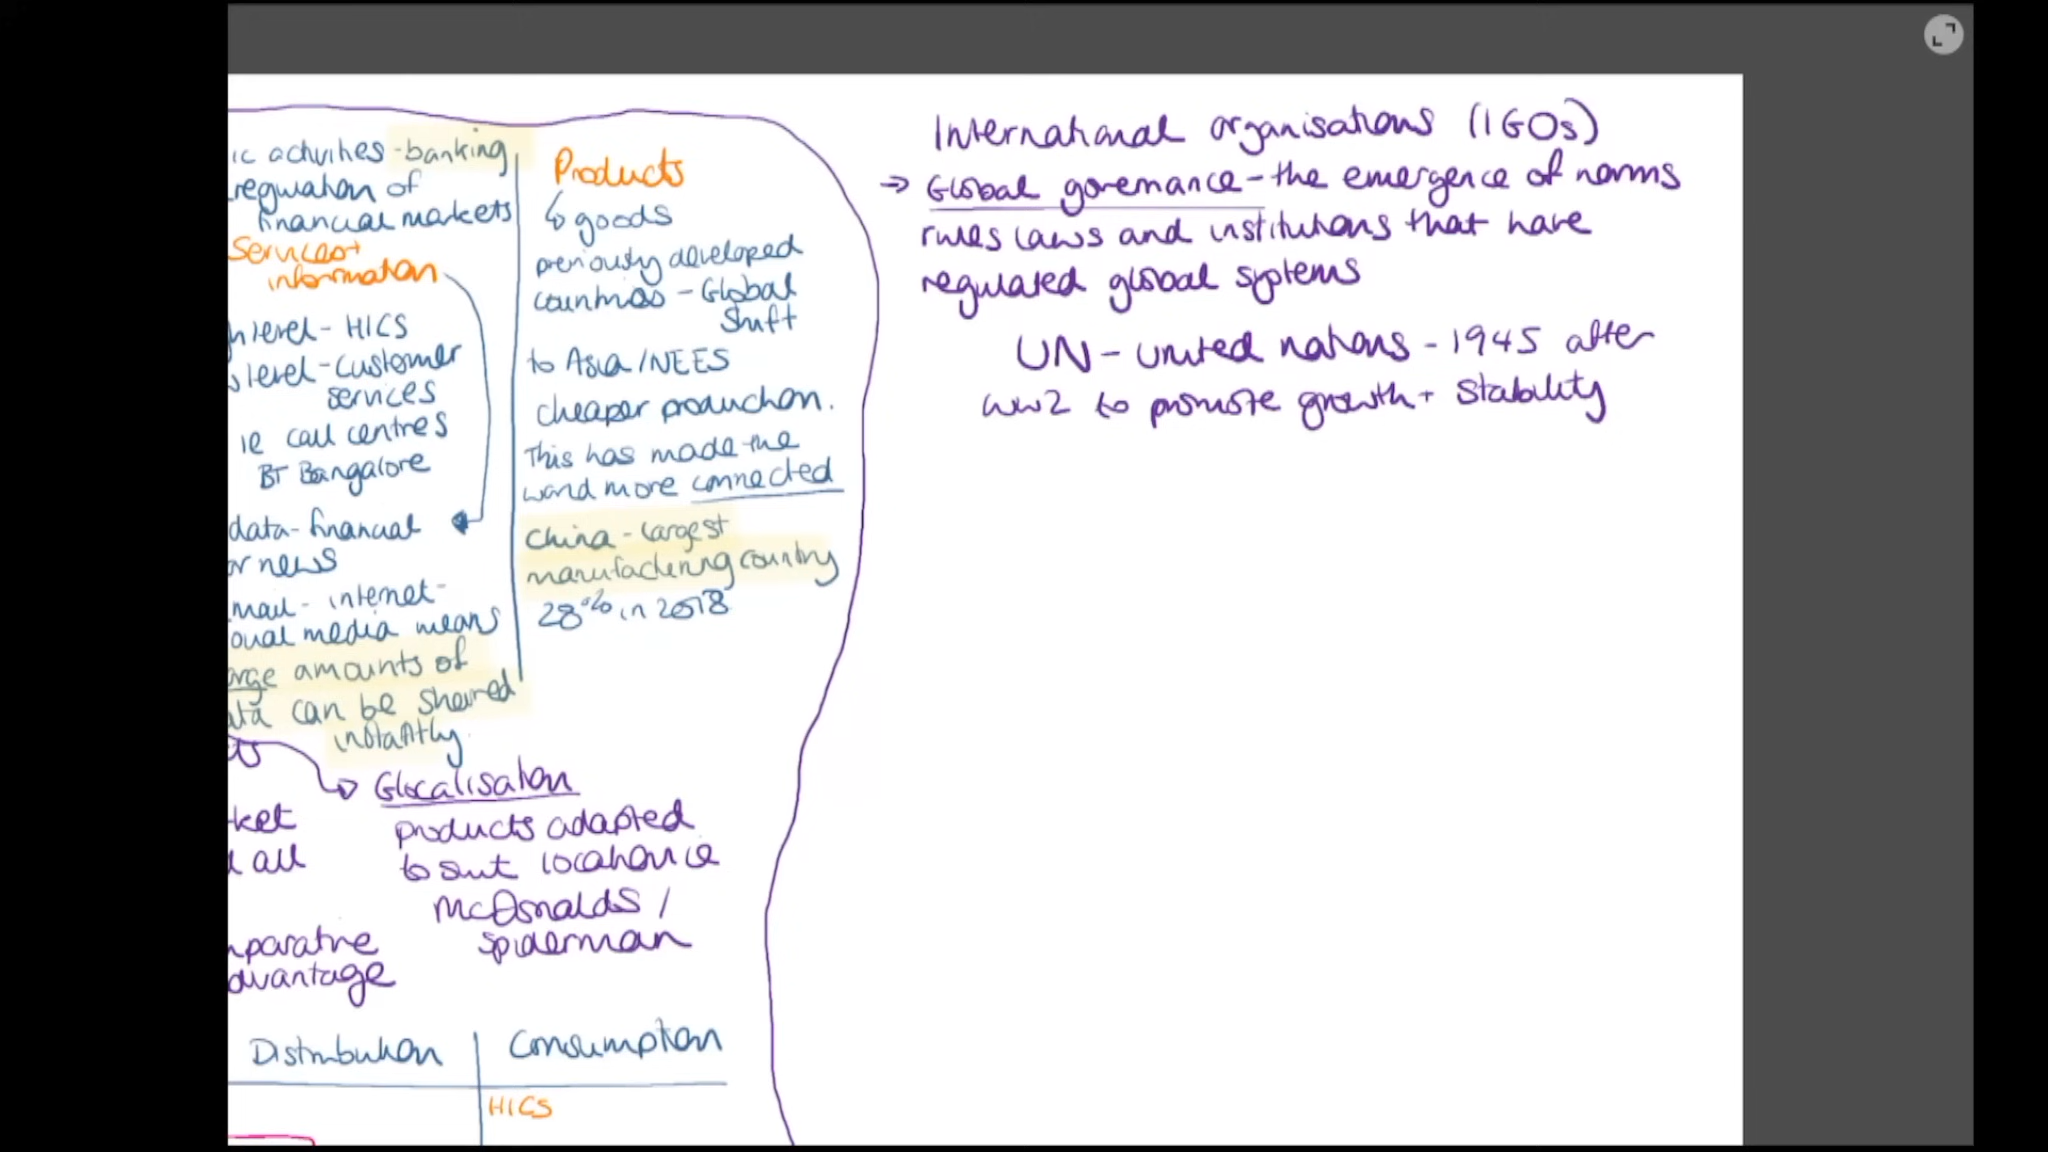 ic activities - banking
regulation of
financial markets
Services +
information
level - HICS
level - customer
services
ie call centres
BT Bangalore
data - financial
or news
mail - internet -
media means
amounts of
can be shared
instantly.
Products
↳ goods
previously developed
countries - Global
Shift
to Asia / NEES
cheaper production.
This has made the
world more connected
China - largest
manufacturing country
28% in 2018
→ Glocalisation
products adapted
to suit location ie
McDonalds /
spiderman
ket
all
mparative
dvantage
Distribution
Consumption
HICS
International organisations (IGOs)
→ Global governance - the emergence of norms
rules laws and institutions that have
regulated global systems
UN - united nations - 1945 after
ww2 to promote growth + stability